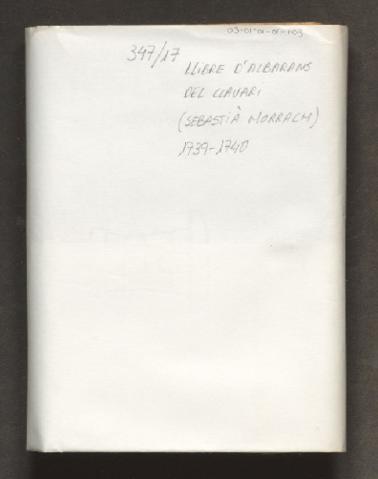 03-01-01-01-103
347/17
LLIBRE D'ALBARANS
DEL CLAVARI
(SEBASTIÀ MORRACH)
1739-1740